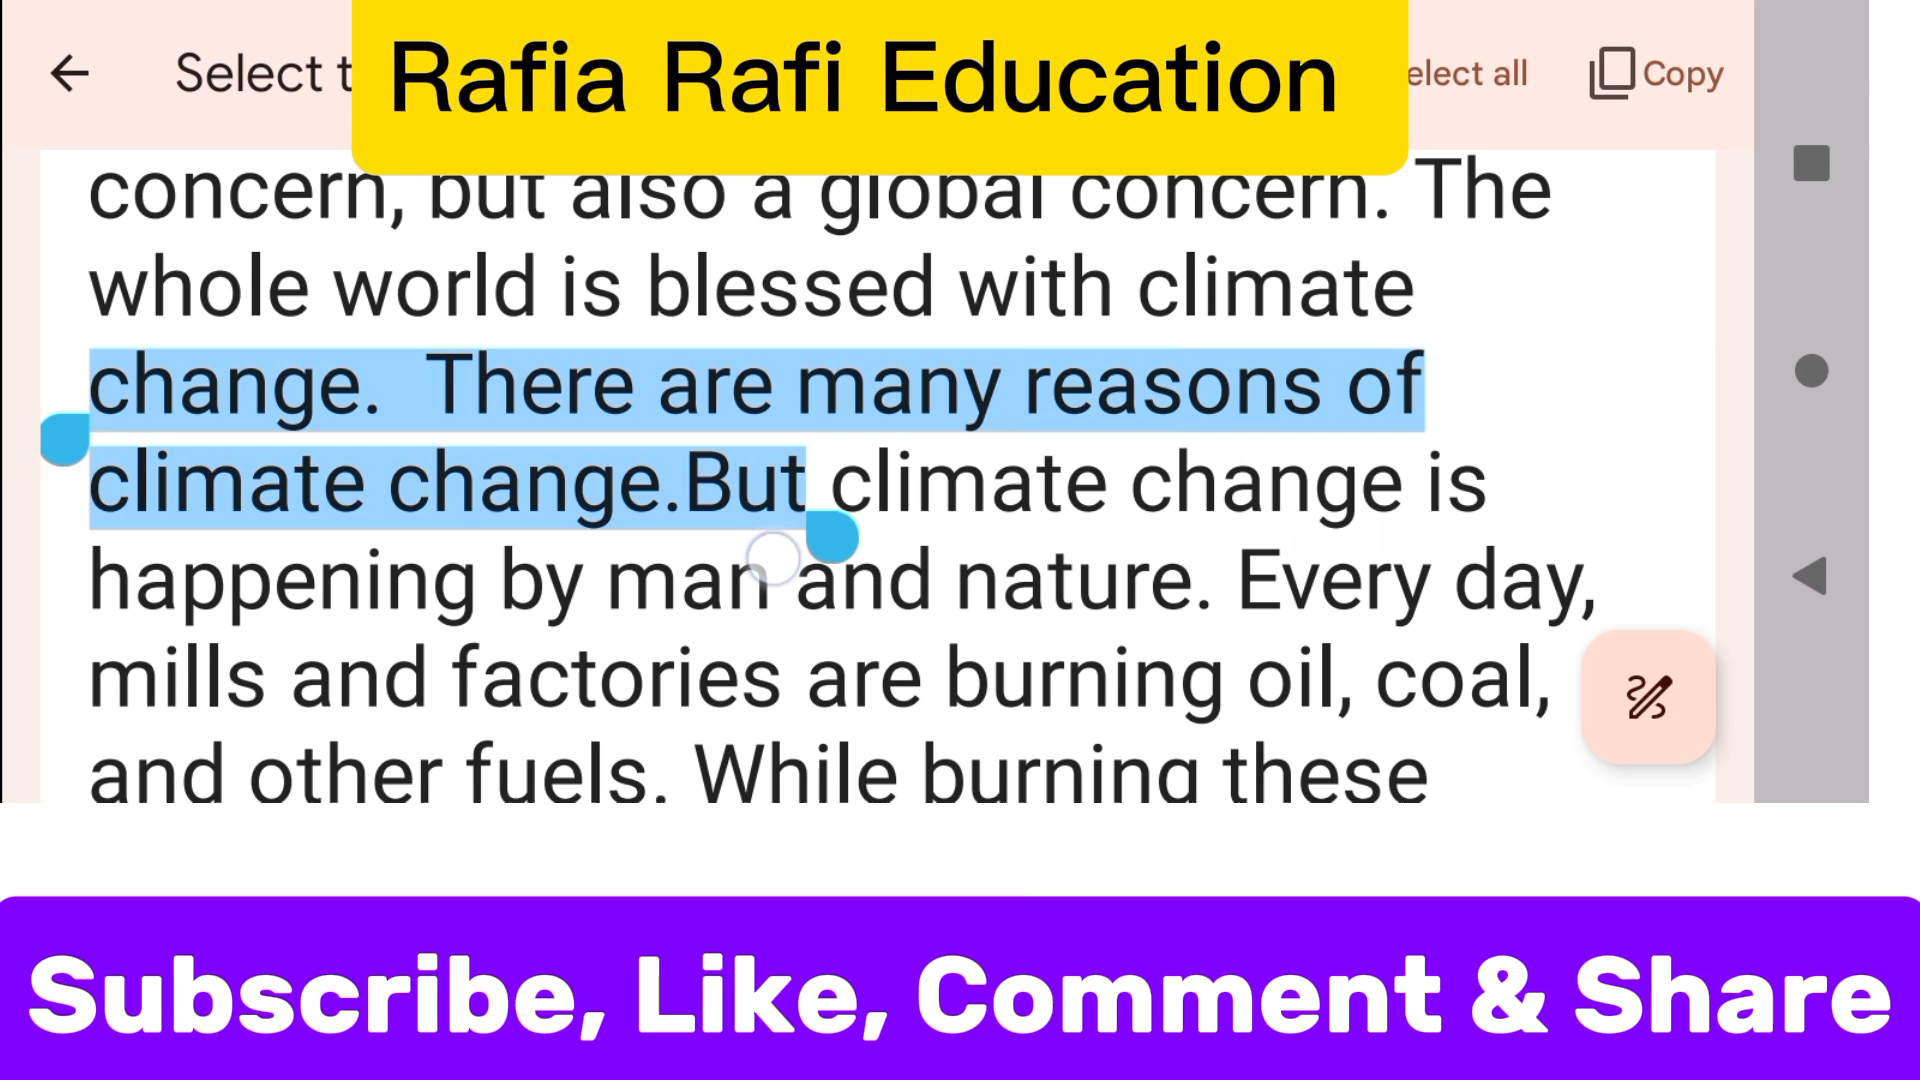 Rafia Rafi Education
Select t
elect all
Copy
concern, but also a global concern. The
whole world is blessed with climate
change.  There are many reasons of
climate change.But climate change is
happening by man and nature. Every day,
mills and factories are burning oil, coal,
and other fuels. While burning these
Subscribe, Like, Comment & Share